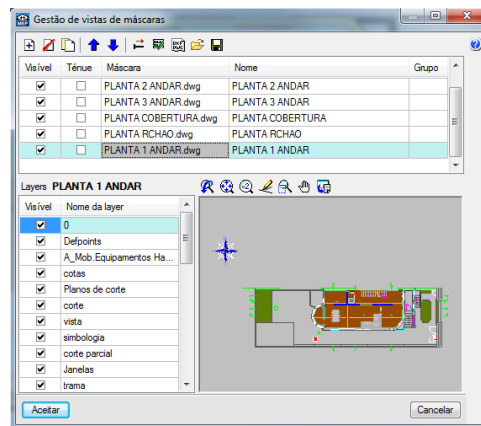 Gestão de vistas de máscaras
Visível Ténue Máscara Nome Grupo
PLANTA 2 ANDAR.dwg PLANTA 2 ANDAR
PLANTA 3 ANDAR.dwg PLANTA 3 ANDAR
PLANTA COBERTURA.dwg PLANTA COBERTURA
PLANTA RCHAO.dwg PLANTA RCHAO
PLANTA 1 ANDAR.dwg PLANTA 1 ANDAR
Layers PLANTA 1 ANDAR
Visível Nome da layer
0
Defpoints
A_Mob.Equipamentos Ha...
cotas
Planos de corte
corte
vista
simbologia
corte parcial
Janelas
trama
Aceitar Cancelar